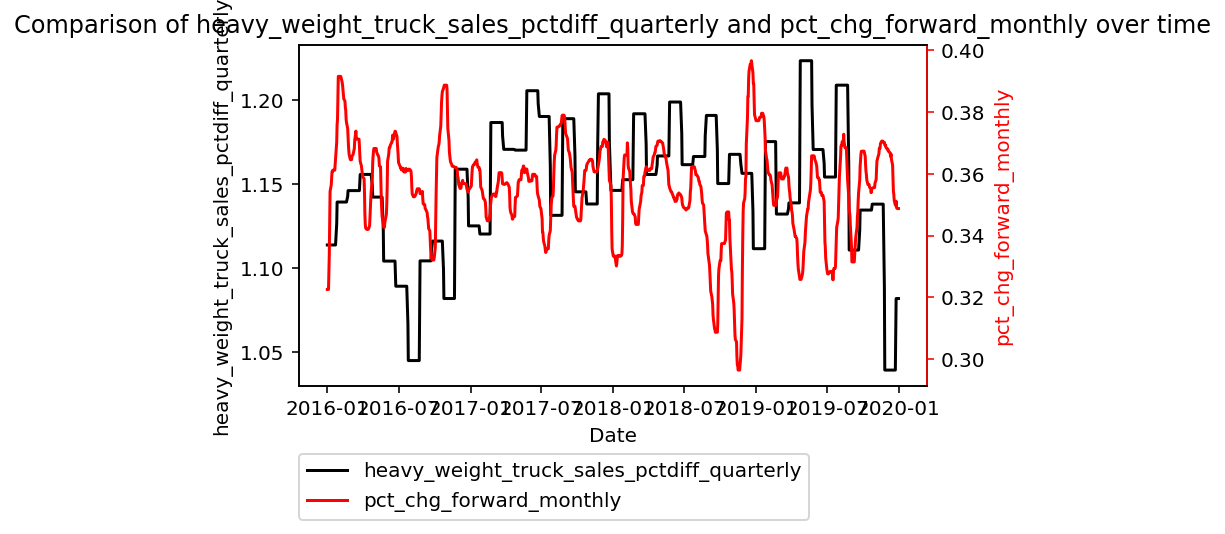 Comparison of heavy_weight_truck_sales_pctdiff_quarterly and pct_chg_forward_monthly over time
heavy_weight_truck_sales_pctdiff_quarterly
1.20
1.15
1.10
1.05
0.40
0.38
0.36
0.34
0.32
0.30
pct_chg_forward_monthly
2016-01 2016-07 2017-01 2017-07 2018-01 2018-07 2019-01 2019-07 2020-01
Date
heavy_weight_truck_sales_pctdiff_quarterly
pct_chg_forward_monthly